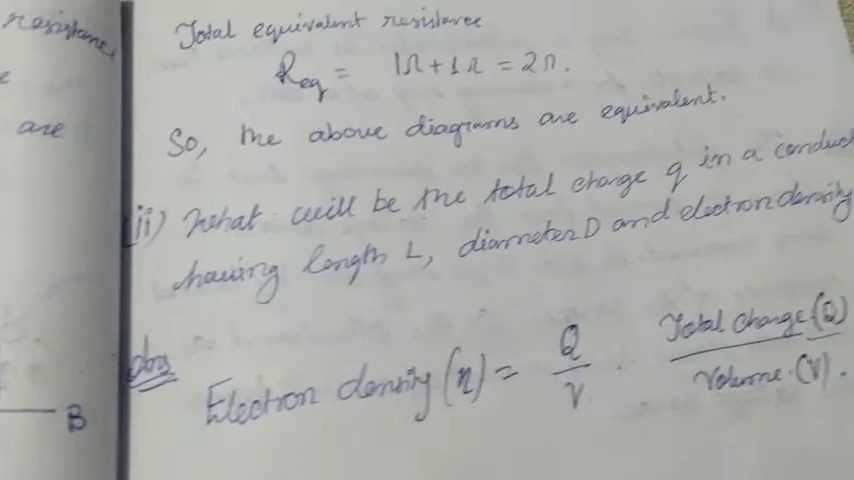 resistance
e
are
B
Total equivalent resistance
Req = 1Ω + 1Ω = 2Ω.
So, the above diagrams are equivalent.
(ii) What will be the total charge q in a conduct
having length L, diameter D and electron density
Ans
Electron density (n) = Q/V Total charge (Q)/Volume (V).